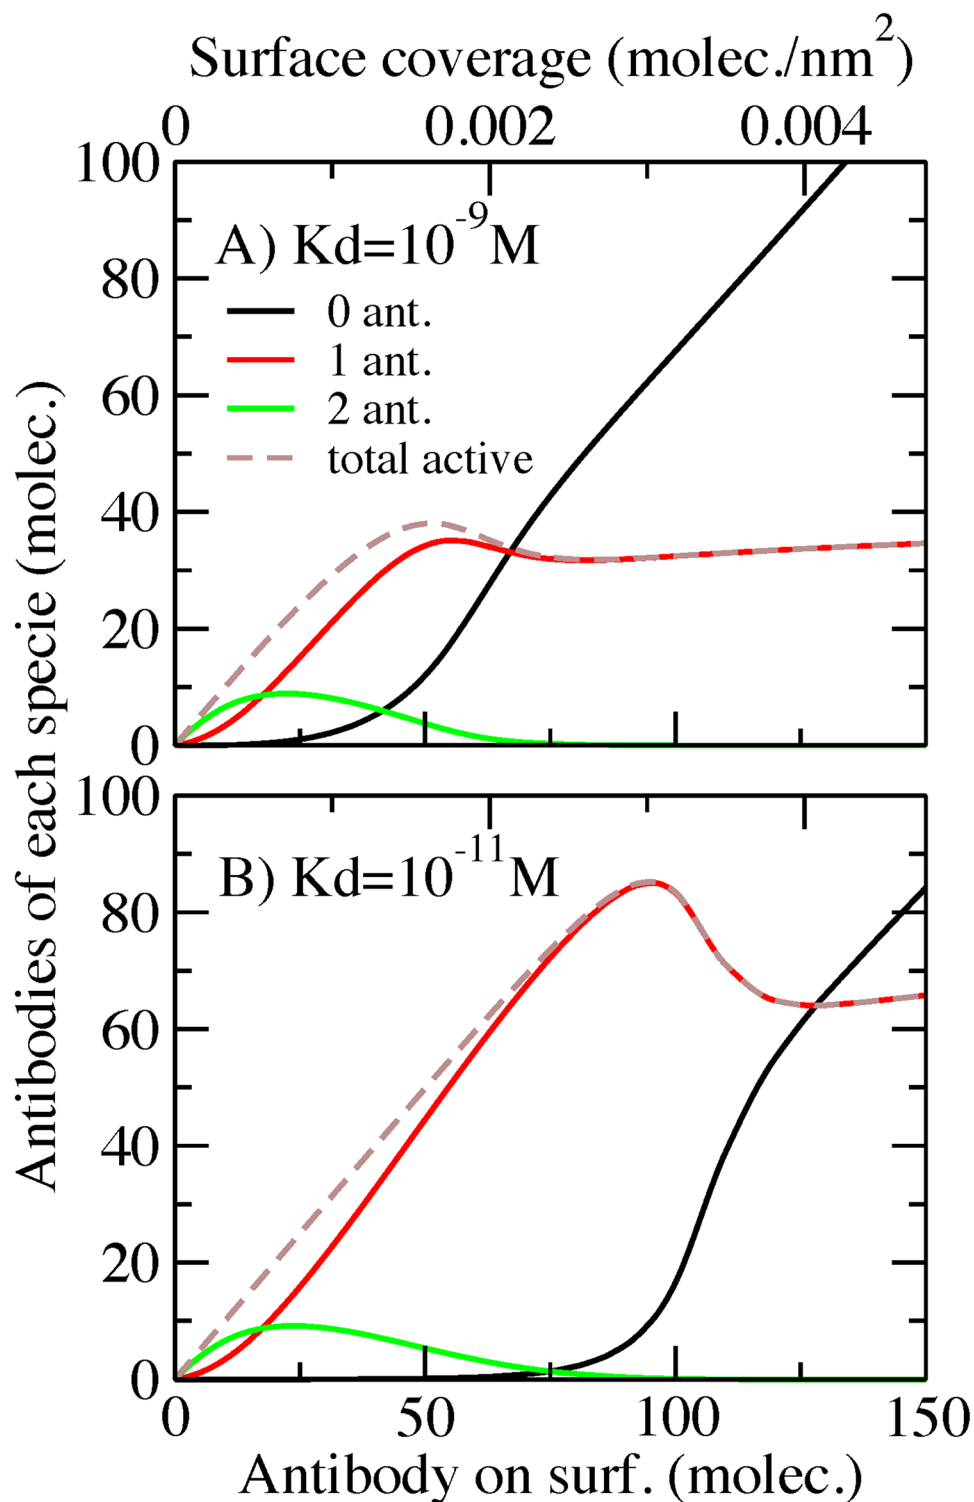 Surface coverage (molec./nm²)
0 0.002 0.004
100
80
60
40
20
0
A) Kd=10⁻⁹M
0 ant.
1 ant.
2 ant.
total active
Antibodies of each specie (molec.)
100
80
60
40
20
0
B) Kd=10⁻¹¹M
0 50 100 150
Antibody on surf. (molec.)